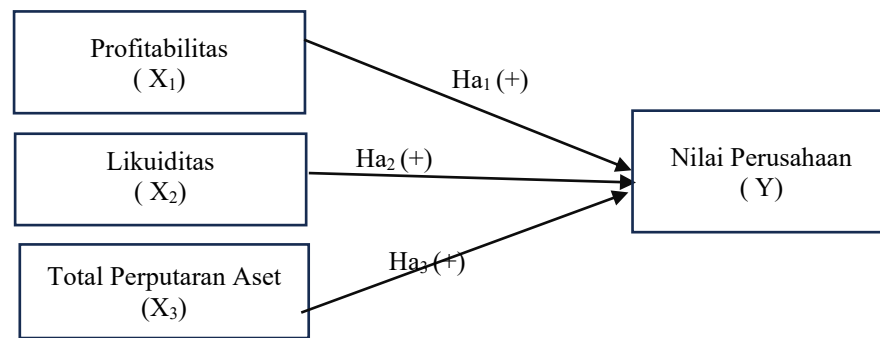 Profitabilitas
( X₁)
Ha₁ (+)
Likuiditas
( X₂)
Ha₂ (+)
Nilai Perusahaan
( Y)
Total Perputaran Aset
(X₃)
Ha₃ (+)